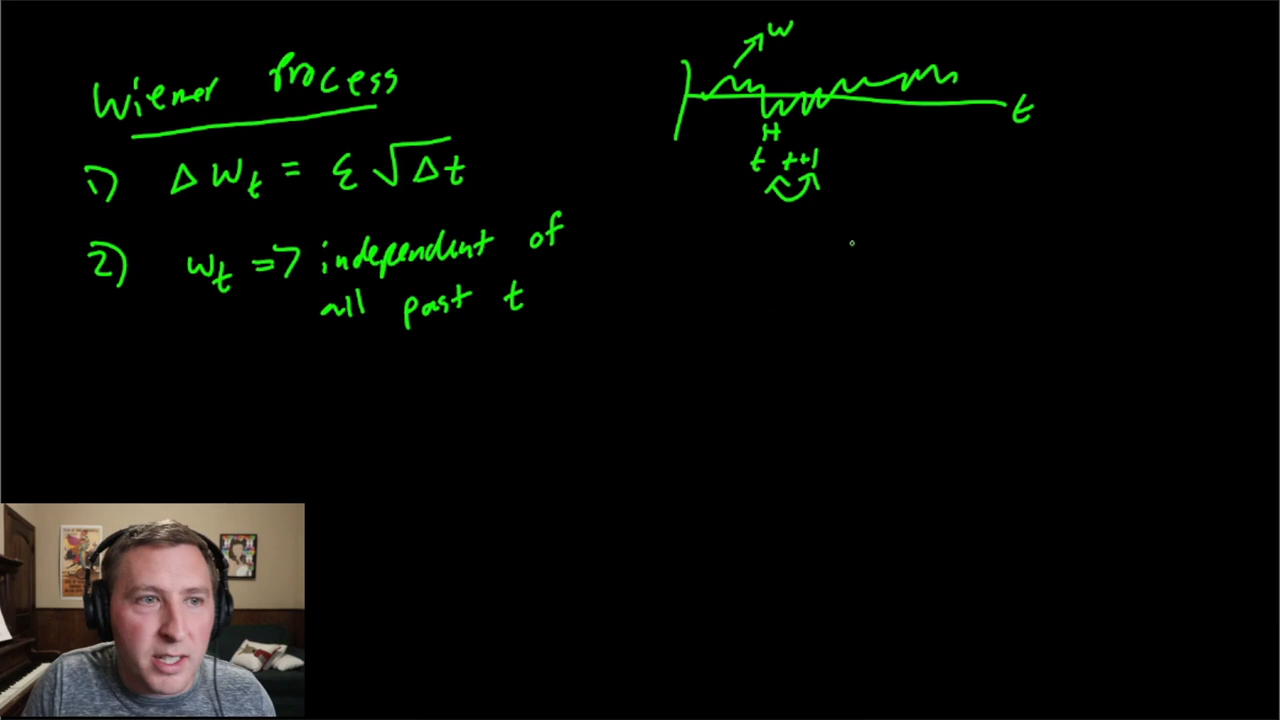 Wiener Process
1) ΔW_t = ε √Δt
2) W_t => independent of
all past t
W
t
t t+1